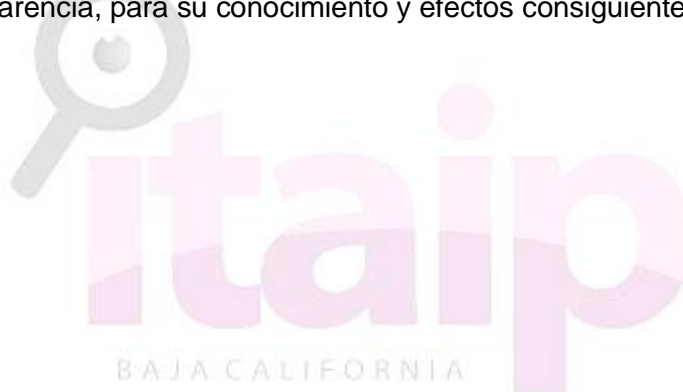 arencia, para su conocimiento y efectos consiguiente
itaip
BAJA CALIFORNIA